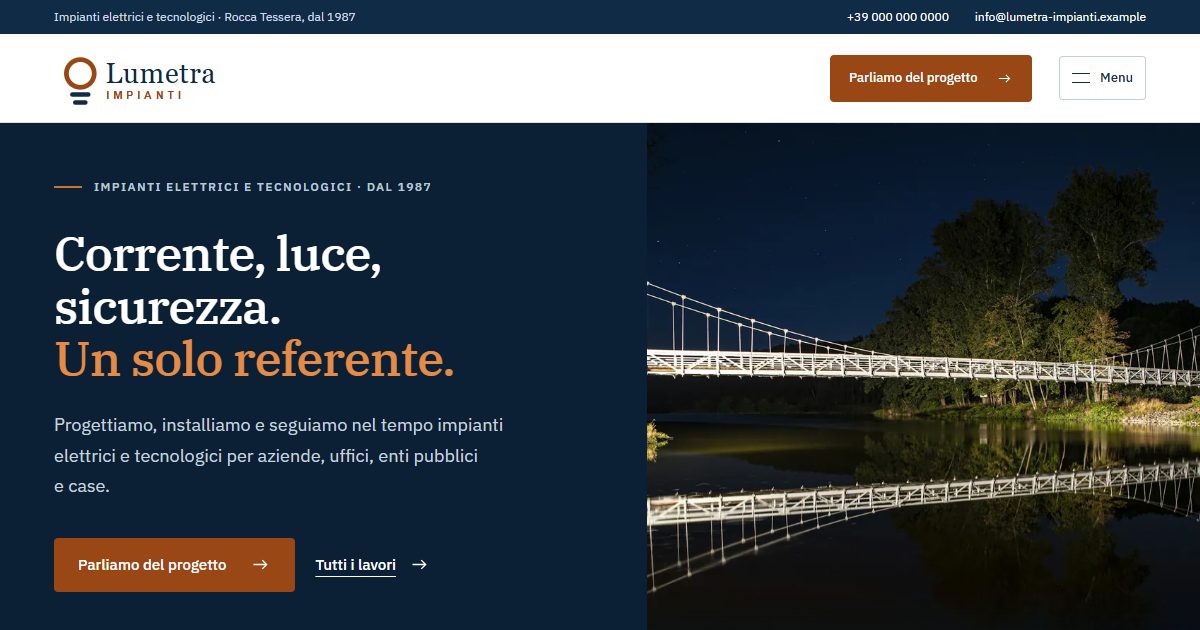 Impianti elettrici e tecnologici · Rocca Tessera, dal 1987
+39 000 000 0000
info@lumetra-impianti.example
Lumetra
IMPIANTI
Parliamo del progetto →
Menu
IMPIANTI ELETTRICI E TECNOLOGICI · DAL 1987
Corrente, luce,
sicurezza.
Un solo referente.
Progettiamo, installiamo e seguiamo nel tempo impianti
elettrici e tecnologici per aziende, uffici, enti pubblici
e case.
Parliamo del progetto →
Tutti i lavori →